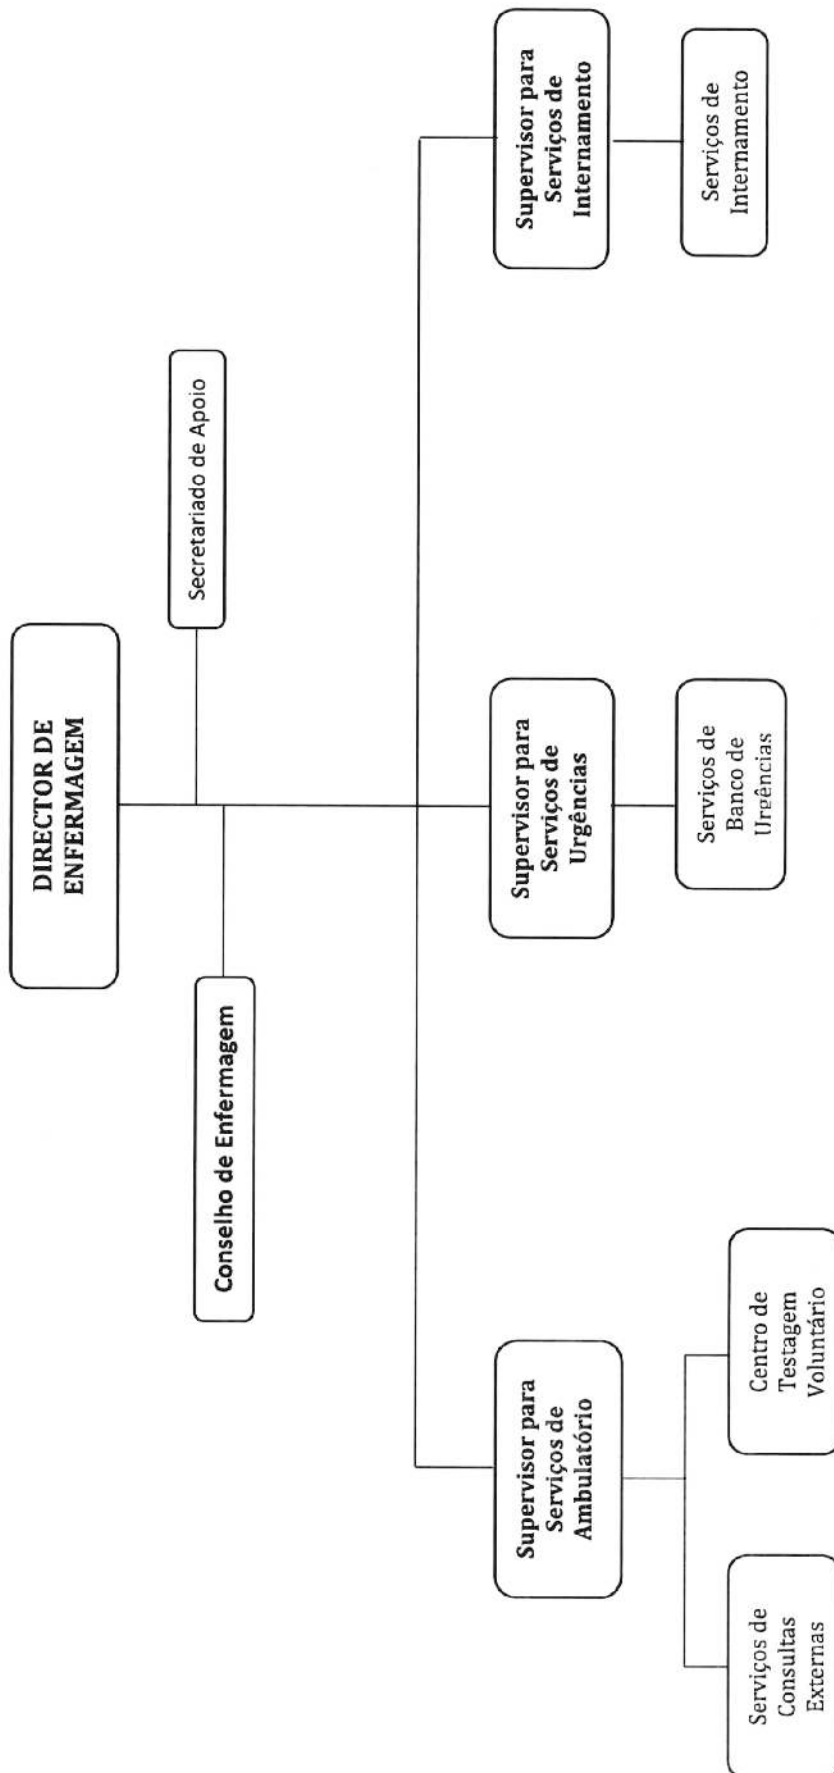 DIRECTOR DE
ENFERMAGEM
Secretariado de Apoio
Conselho de Enfermagem
Supervisor para
Serviços de
Ambulatório
Supervisor para
Serviços de
Urgências
Supervisor para
Serviços de
Internamento
Serviços de
Consultas
Externas
Centro de
Testagem
Voluntário
Serviços de
Banco de
Urgências
Serviços de
Internamento